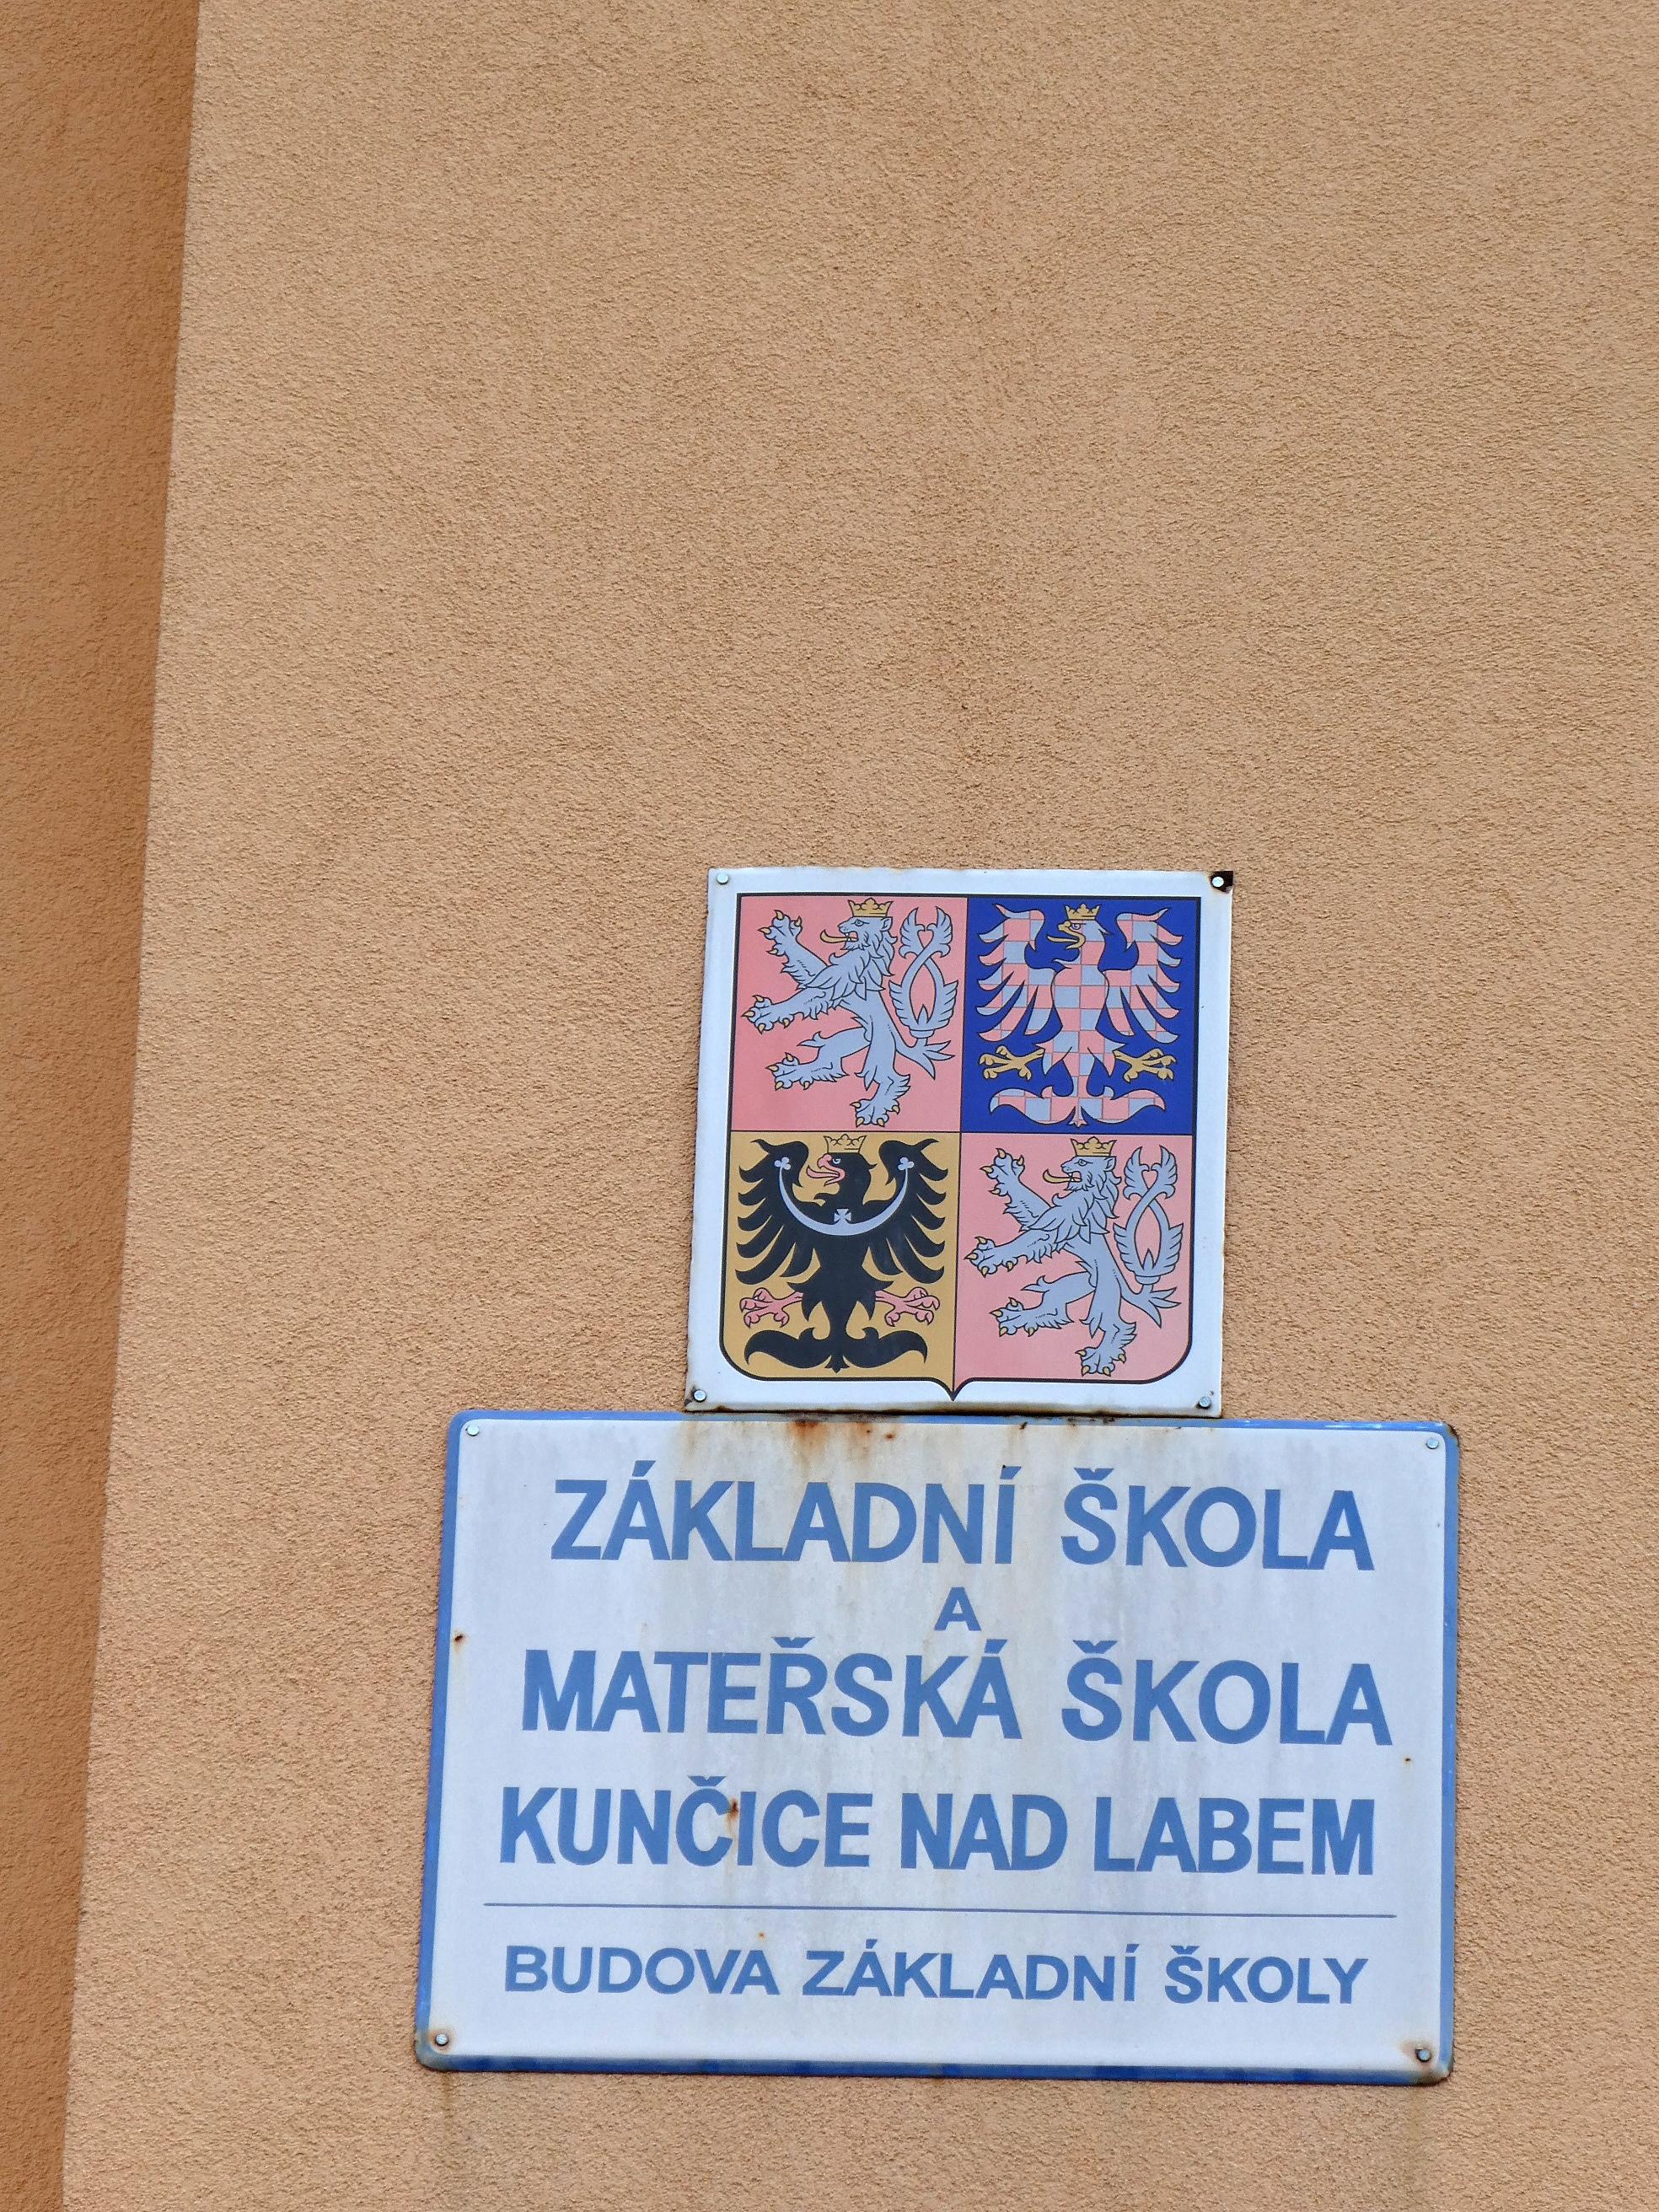 ZÁKLADNÍ ŠKOLA
A
MATEŘSKÁ ŠKOLA
KUNČICE NAD LABEM
BUDOVA ZÁKLADNÍ ŠKOLY